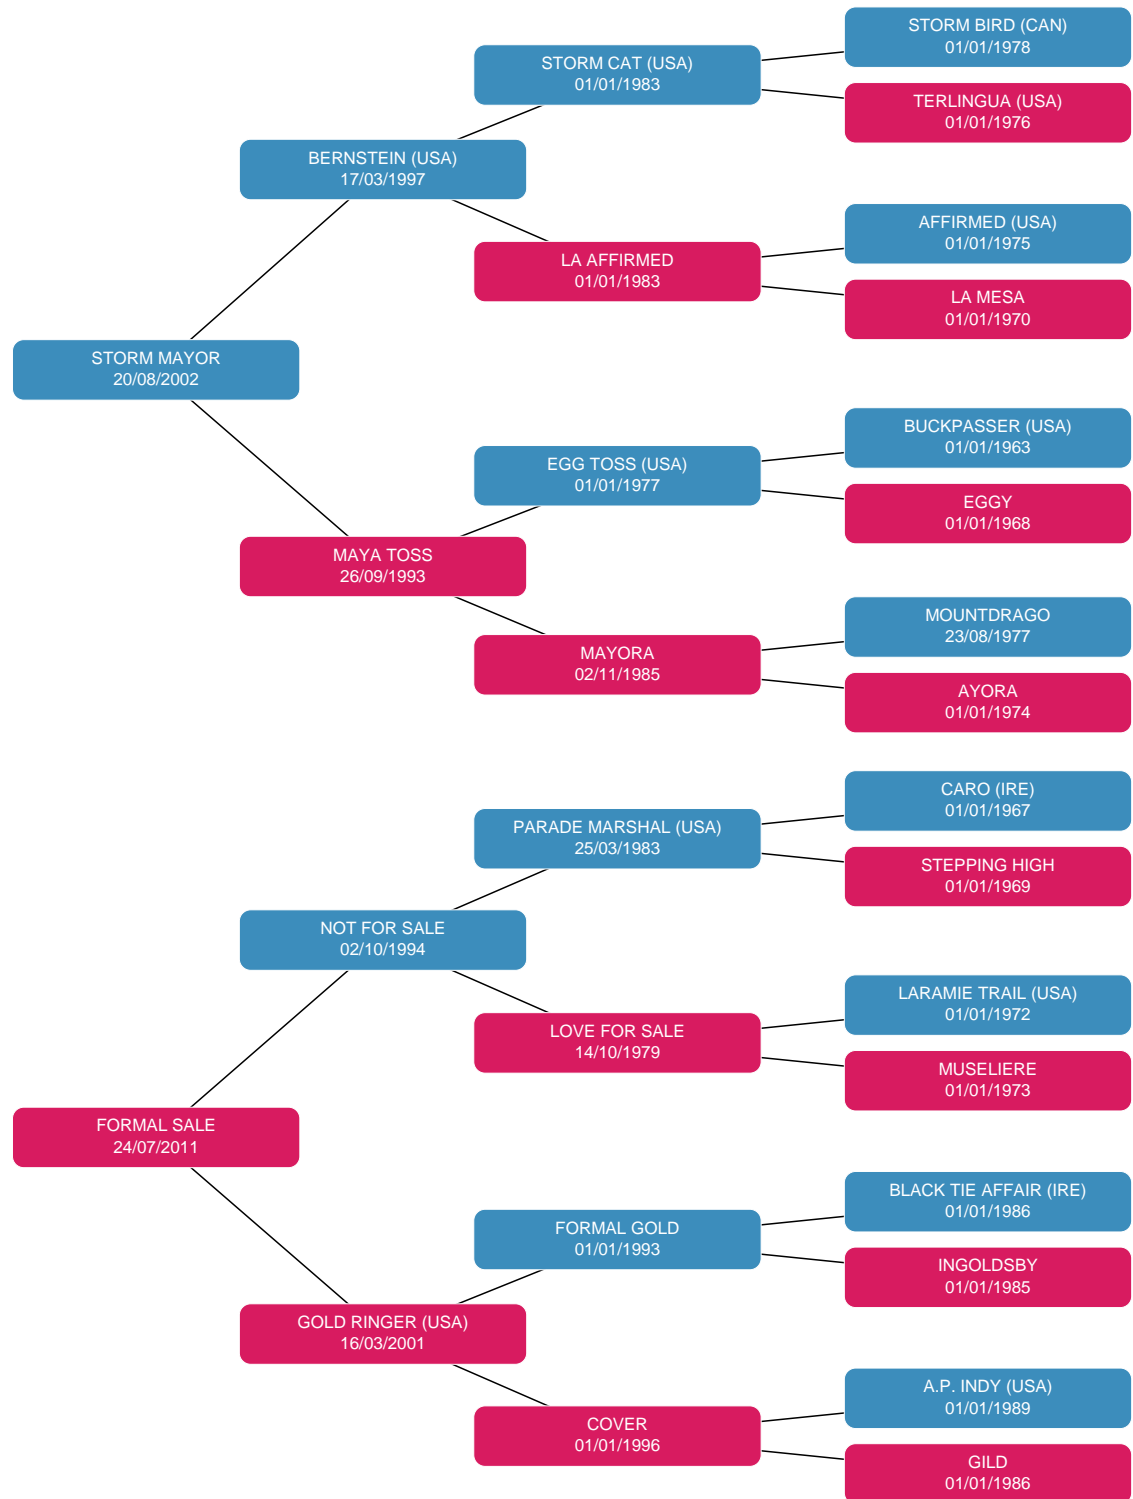 STORM BIRD (CAN)
01/01/1978
STORM CAT (USA)
01/01/1983
TERLINGUA (USA)
01/01/1976
BERNSTEIN (USA)
17/03/1997
AFFIRMED (USA)
01/01/1975
LA AFFIRMED
01/01/1983
LA MESA
01/01/1970
STORM MAYOR
20/08/2002
BUCKPASSER (USA)
01/01/1963
EGG TOSS (USA)
01/01/1977
EGGY
01/01/1968
MAYA TOSS
26/09/1993
MOUNTDRAGO
23/08/1977
MAYORA
02/11/1985
AYORA
01/01/1974
CARO (IRE)
01/01/1967
PARADE MARSHAL (USA)
25/03/1983
STEPPING HIGH
01/01/1969
NOT FOR SALE
02/10/1994
LARAMIE TRAIL (USA)
01/01/1972
LOVE FOR SALE
14/10/1979
MUSELIERE
01/01/1973
FORMAL SALE
24/07/2011
BLACK TIE AFFAIR (IRE)
01/01/1986
FORMAL GOLD
01/01/1993
INGOLDSBY
01/01/1985
GOLD RINGER (USA)
16/03/2001
A.P. INDY (USA)
01/01/1989
COVER
01/01/1996
GILD
01/01/1986